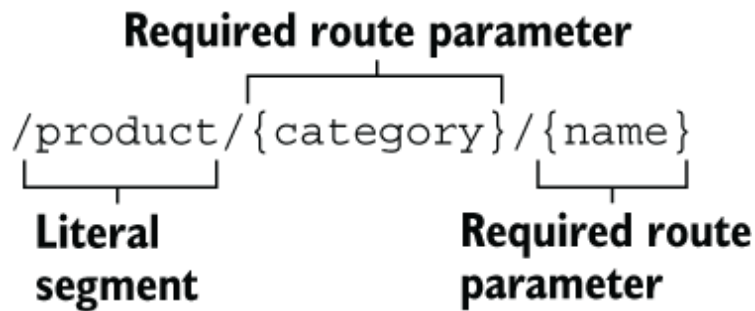 Required route parameter
/product/{category}/{name}
Literal
segment
Required route
parameter